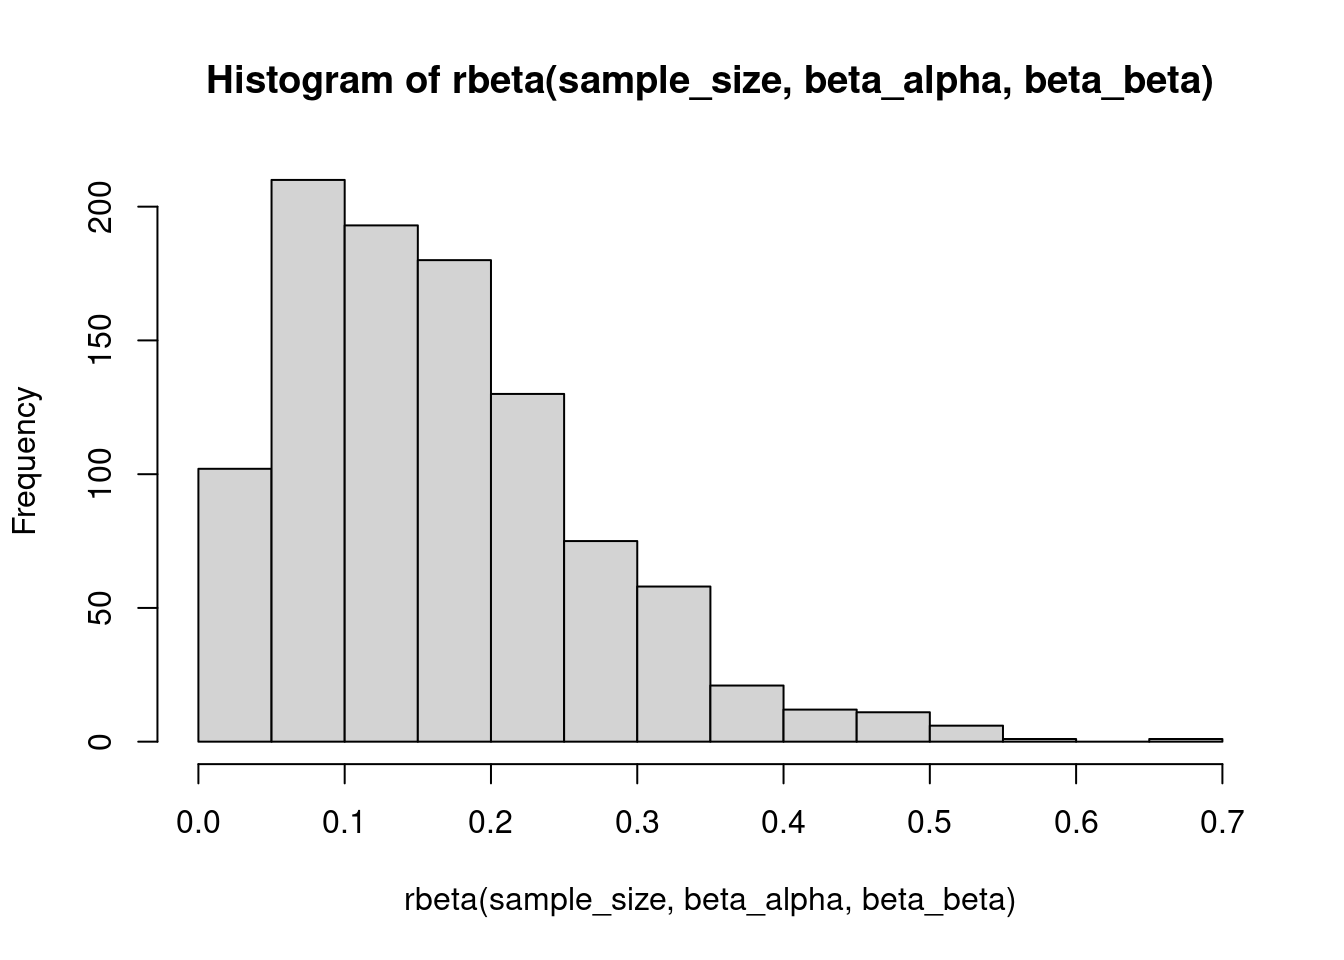 Histogram of rbeta(sample_size, beta_alpha, beta_beta)
Frequency
200
150
100
50
0
0.0 0.1 0.2 0.3 0.4 0.5 0.6 0.7
rbeta(sample_size, beta_alpha, beta_beta)